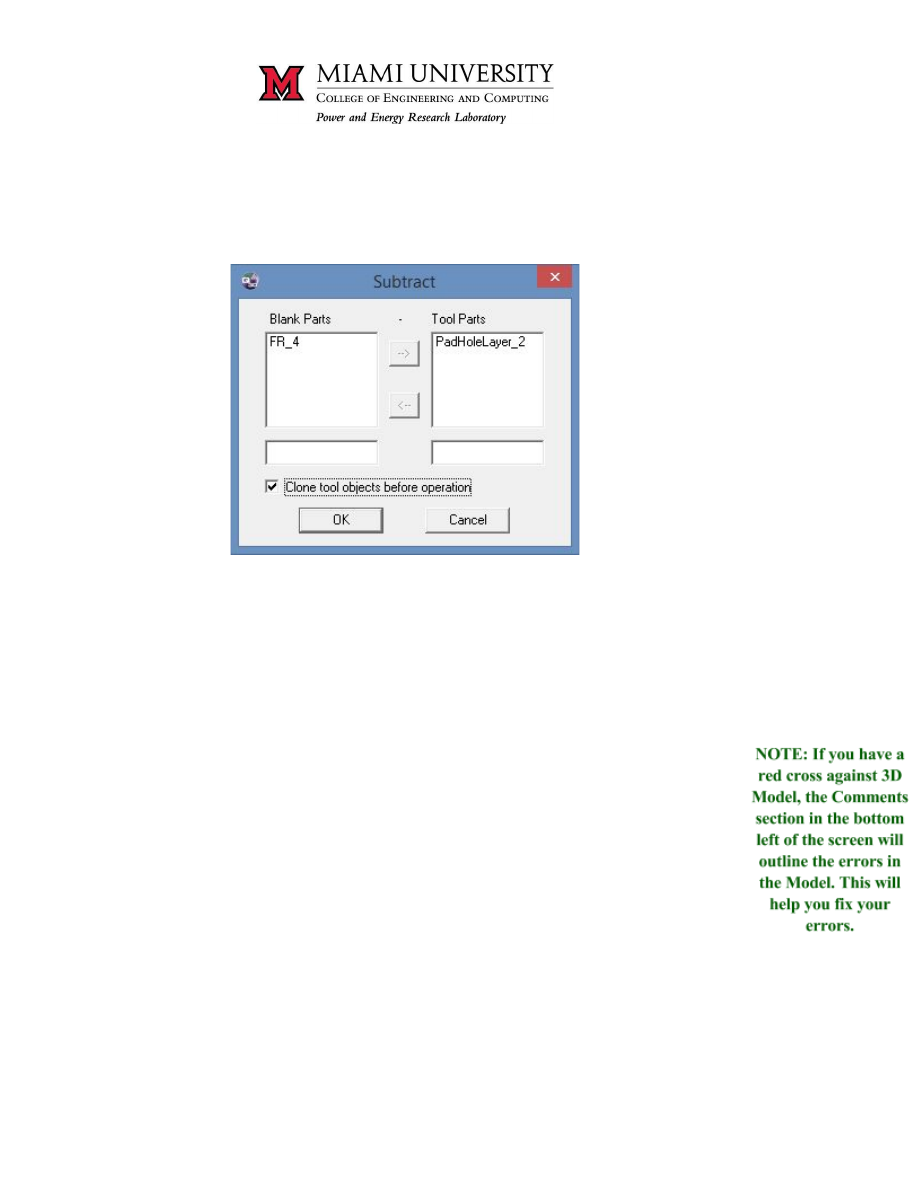 MIAMI UNIVERSITY
COLLEGE OF ENGINEERING AND COMPUTING
Power and Energy Research Laboratory
Subtract
Blank Parts - Tool Parts
FR_4
PadHoleLayer_2
-->
<--
Clone tool objects before operation
OK
Cancel
NOTE: If you have a
red cross against 3D
Model, the Comments
section in the bottom
left of the screen will
outline the errors in
the Model. This will
help you fix your
errors.